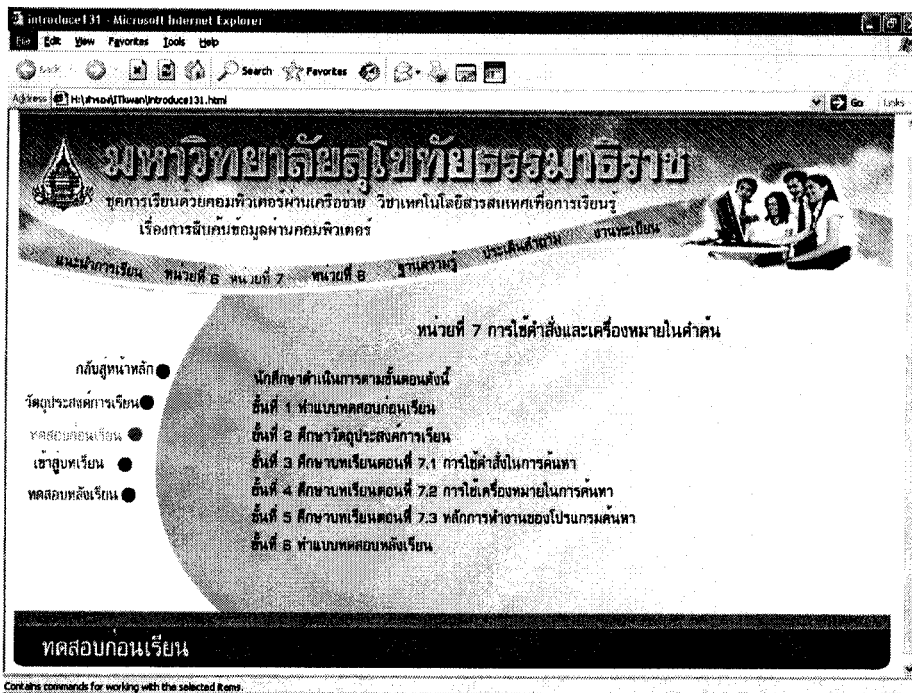 introduce131 - Microsoft Internet Explorer
File Edit View Favorites Tools Help
Back Search Favorites
Address H:\งานวน\ITkwan\introduce131.html Go Links
มหาวิทยาลัยสุโขทัยธรรมาธิราช
ชุดการเรียนด้วยคอมพิวเตอร์ผ่านเครือข่าย วิชาเทคโนโลยีสารสนเทศเพื่อการเรียนรู้
เรื่องการสืบค้นข้อมูลผ่านคอมพิวเตอร์
แนะนำการเรียน หน่วยที่ 6 หน่วยที่ 7 หน่วยที่ 8 ฐานความรู้ ประเด็นคำถาม งานทะเบียน
หน่วยที่ 7 การใช้คำสั่งและเครื่องหมายในคำค้น
กลับสู่หน้าหลัก
วัตถุประสงค์การเรียน
ทดสอบก่อนเรียน
เข้าสู่บทเรียน
ทดสอบหลังเรียน
นักศึกษาดำเนินการตามขั้นตอนดังนี้
ขั้นที่ 1 ทำแบบทดสอบก่อนเรียน
ขั้นที่ 2 ศึกษาวัตถุประสงค์การเรียน
ขั้นที่ 3 ศึกษาบทเรียนตอนที่ 7.1 การใช้คำสั่งในการค้นหา
ขั้นที่ 4 ศึกษาบทเรียนตอนที่ 7.2 การใช้เครื่องหมายในการค้นหา
ขั้นที่ 5 ศึกษาบทเรียนตอนที่ 7.3 หลักการทำงานของโปรแกรมค้นหา
ขั้นที่ 6 ทำแบบทดสอบหลังเรียน
ทดสอบก่อนเรียน
Contains commands for working with the selected items.